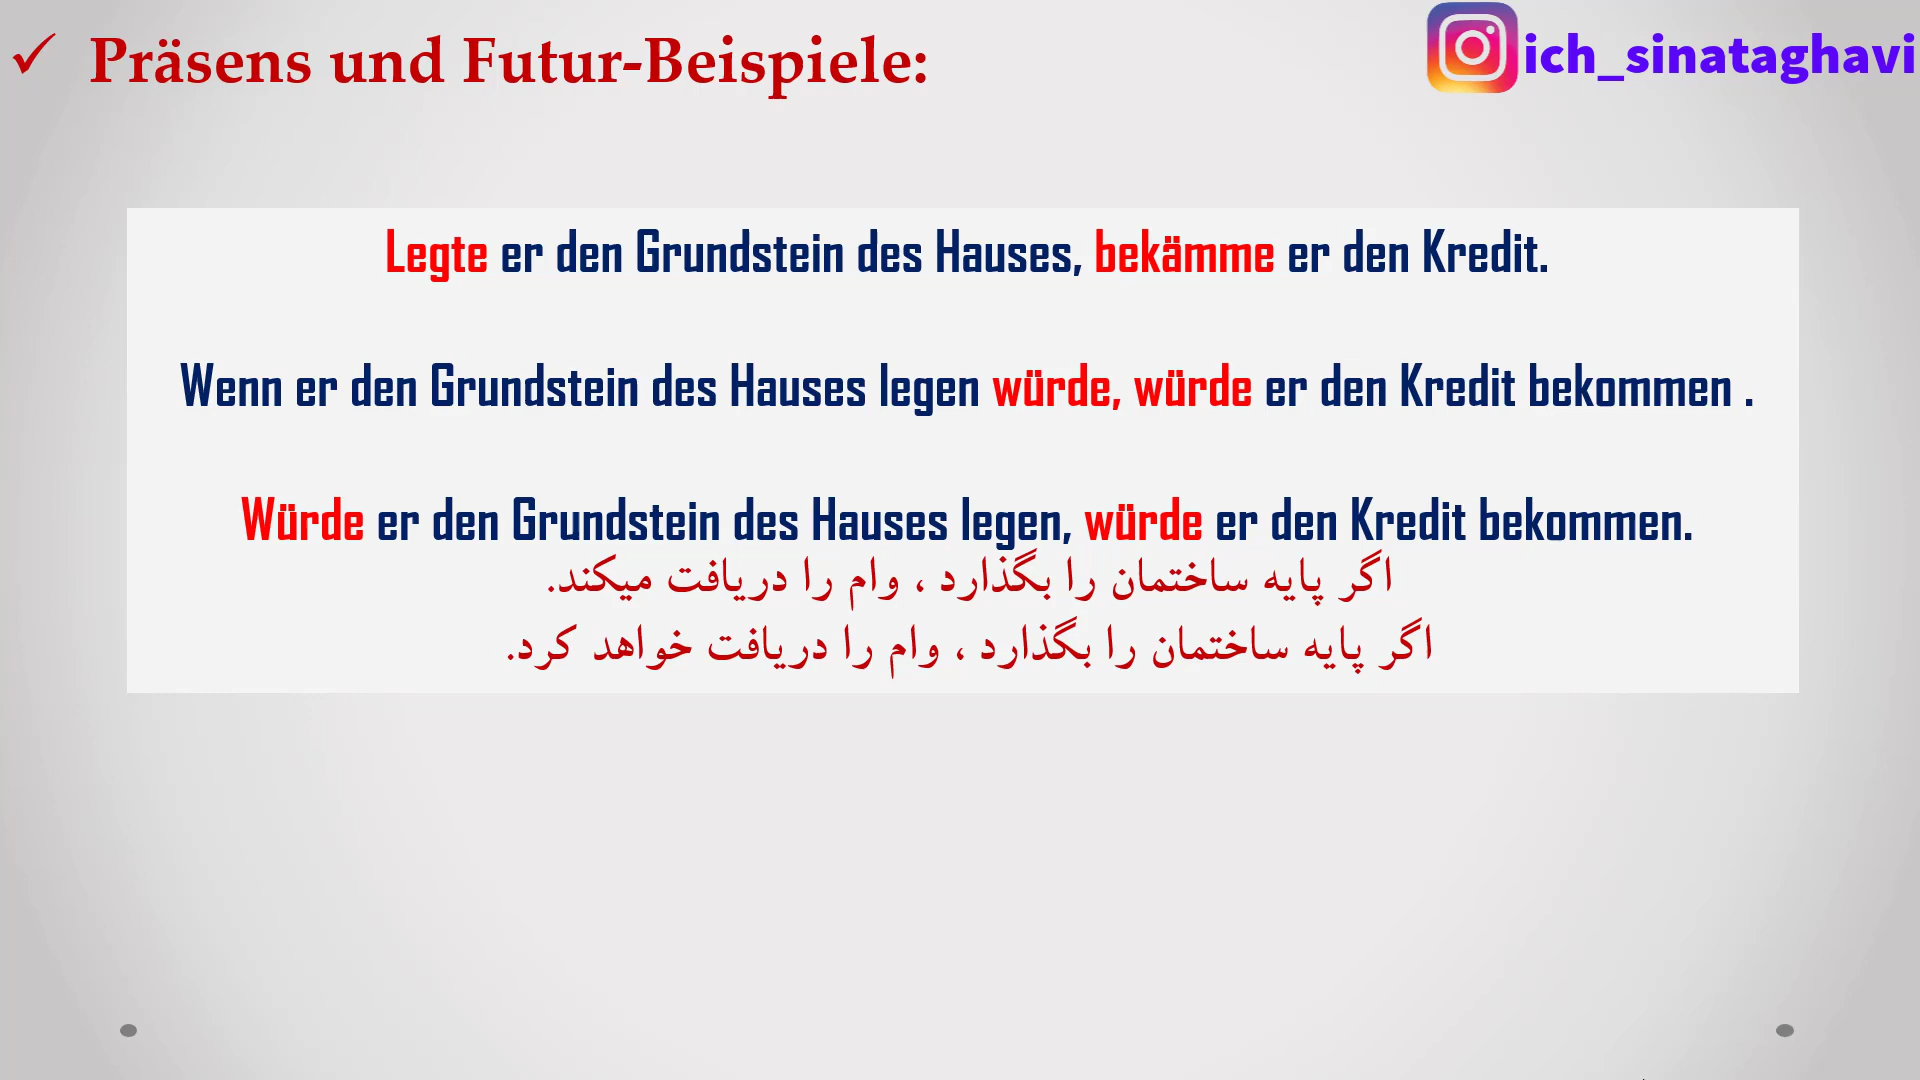 ✓ Präsens und Futur-Beispiele:
ich_sinataghavi
Legte er den Grundstein des Hauses, bekämme er den Kredit.
Wenn er den Grundstein des Hauses legen würde, würde er den Kredit bekommen .
Würde er den Grundstein des Hauses legen, würde er den Kredit bekommen.
اگر پایه ساختمان را بگذارد ، وام را دریافت میکند.
اگر پایه ساختمان را بگذارد ، وام را دریافت خواهد کرد.